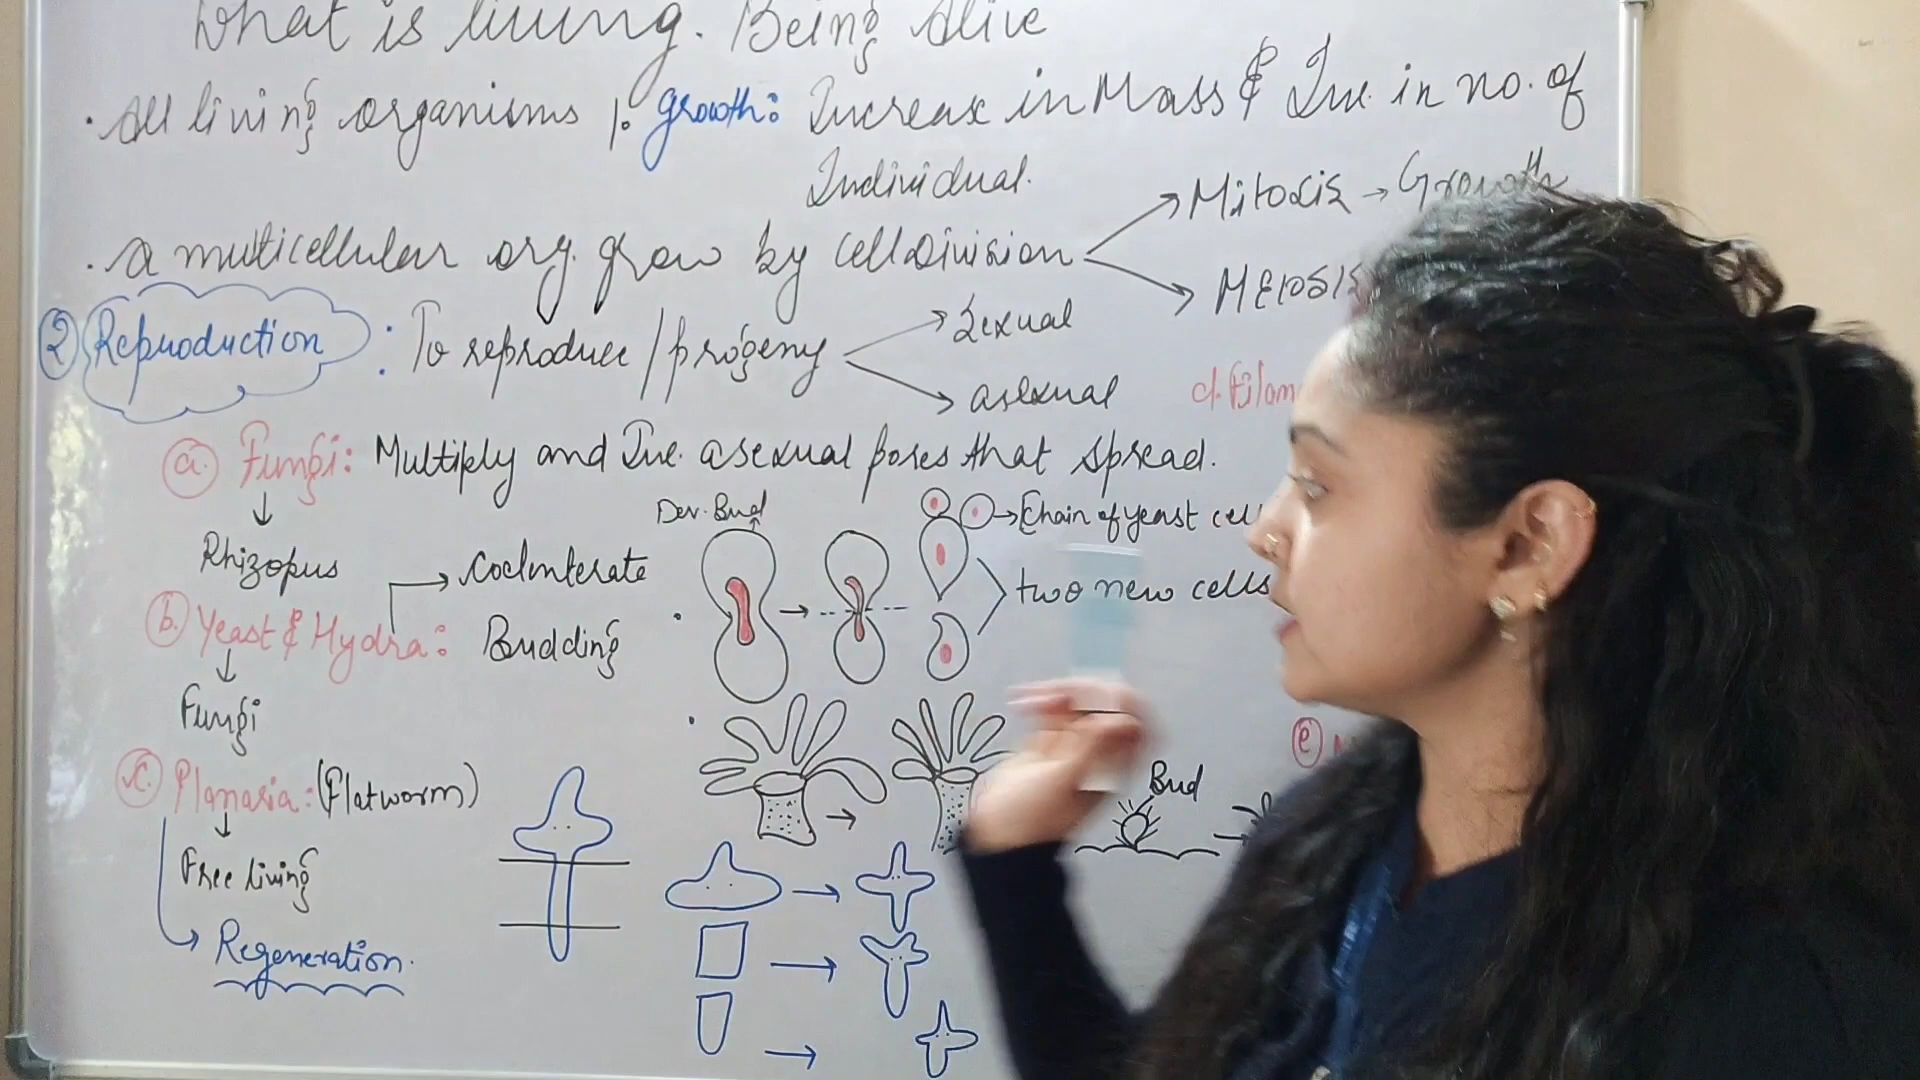 What is living. Being Alive
. All living organisms 1. growth: Increase in Mass & Inc. in no. of
Individual.
. A multicellular org. grow by cell Division
Mitosis → Growth
MEIOSIS
② Reproduction : To reproduce / progeny
Sexual
asexual
d. Filam
a. Fungi: Multiply and Inc. asexual pores that spread.
↓
Rhizopus
b. Yeast & Hydra: Budding
→ Coelenterate
↓
Fungi
Dev. Bud
→ Chain of yeast cell
two new cells
c. Planaria: (Flatworm)
↓
Free living
→ Regeneration.
Bud
e